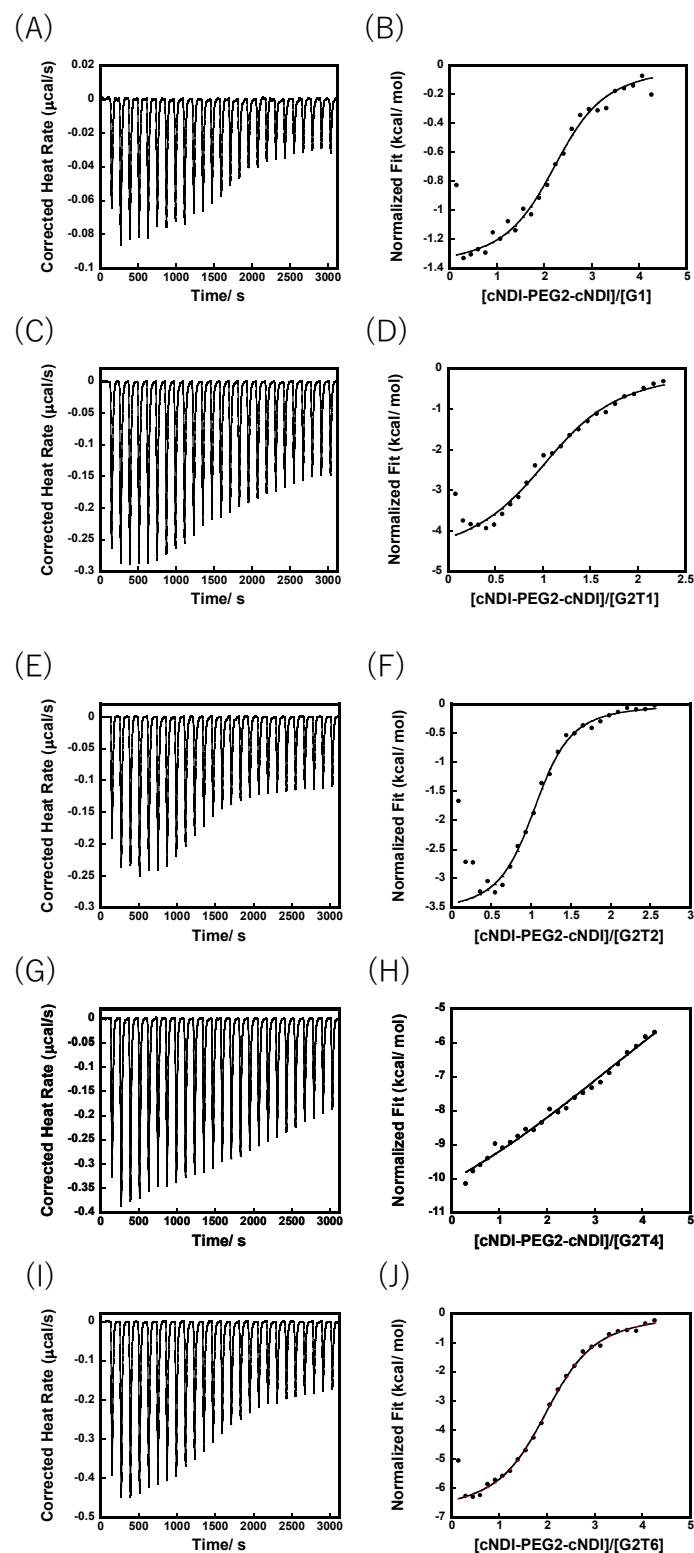 (A)
(B)
0.02
0
-0.02
-0.04
-0.06
-0.08
-0.1
0 500 1000 1500 2000 2500 3000
Corrected Heat Rate (μcal/s)
Time/ s
0
-0.2
-0.4
-0.6
-0.8
-1
-1.2
-1.4
0 1 2 3 4 5
Normalized Fit (kcal/ mol)
[cNDI-PEG2-cNDI]/[G1]
(C)
(D)
0
-0.05
-0.1
-0.15
-0.2
-0.25
-0.3
0 500 1000 1500 2000 2500 3000
Corrected Heat Rate (μcal/s)
Time/ s
0
-1
-2
-3
-4
-5
0 0.5 1 1.5 2 2.5
Normalized Fit (kcal/ mol)
[cNDI-PEG2-cNDI]/[G2T1]
(E)
(F)
0
-0.05
-0.1
-0.15
-0.2
-0.25
-0.3
0 500 1000 1500 2000 2500 3000
Corrected Heat Rate (μcal/s)
Time/ s
0
-0.5
-1
-1.5
-2
-2.5
-3
-3.5
0 0.5 1 1.5 2 2.5 3
Normalized Fit (kcal/ mol)
[cNDI-PEG2-cNDI]/[G2T2]
(G)
(H)
0
-0.05
-0.1
-0.15
-0.2
-0.25
-0.3
-0.35
-0.4
0 500 1000 1500 2000 2500 3000
Corrected Heat Rate (μcal/s)
Time/ s
-5
-6
-7
-8
-9
-10
-11
0 1 2 3 4 5
Normalized Fit (kcal/ mol)
[cNDI-PEG2-cNDI]/[G2T4]
(I)
(J)
0
-0.1
-0.2
-0.3
-0.4
-0.5
0 500 1000 1500 2000 2500 3000
Corrected Heat Rate (μcal/s)
Time/ s
0
-1
-2
-3
-4
-5
-6
-7
0 1 2 3 4 5
Normalized Fit (kcal/ mol)
[cNDI-PEG2-cNDI]/[G2T6]